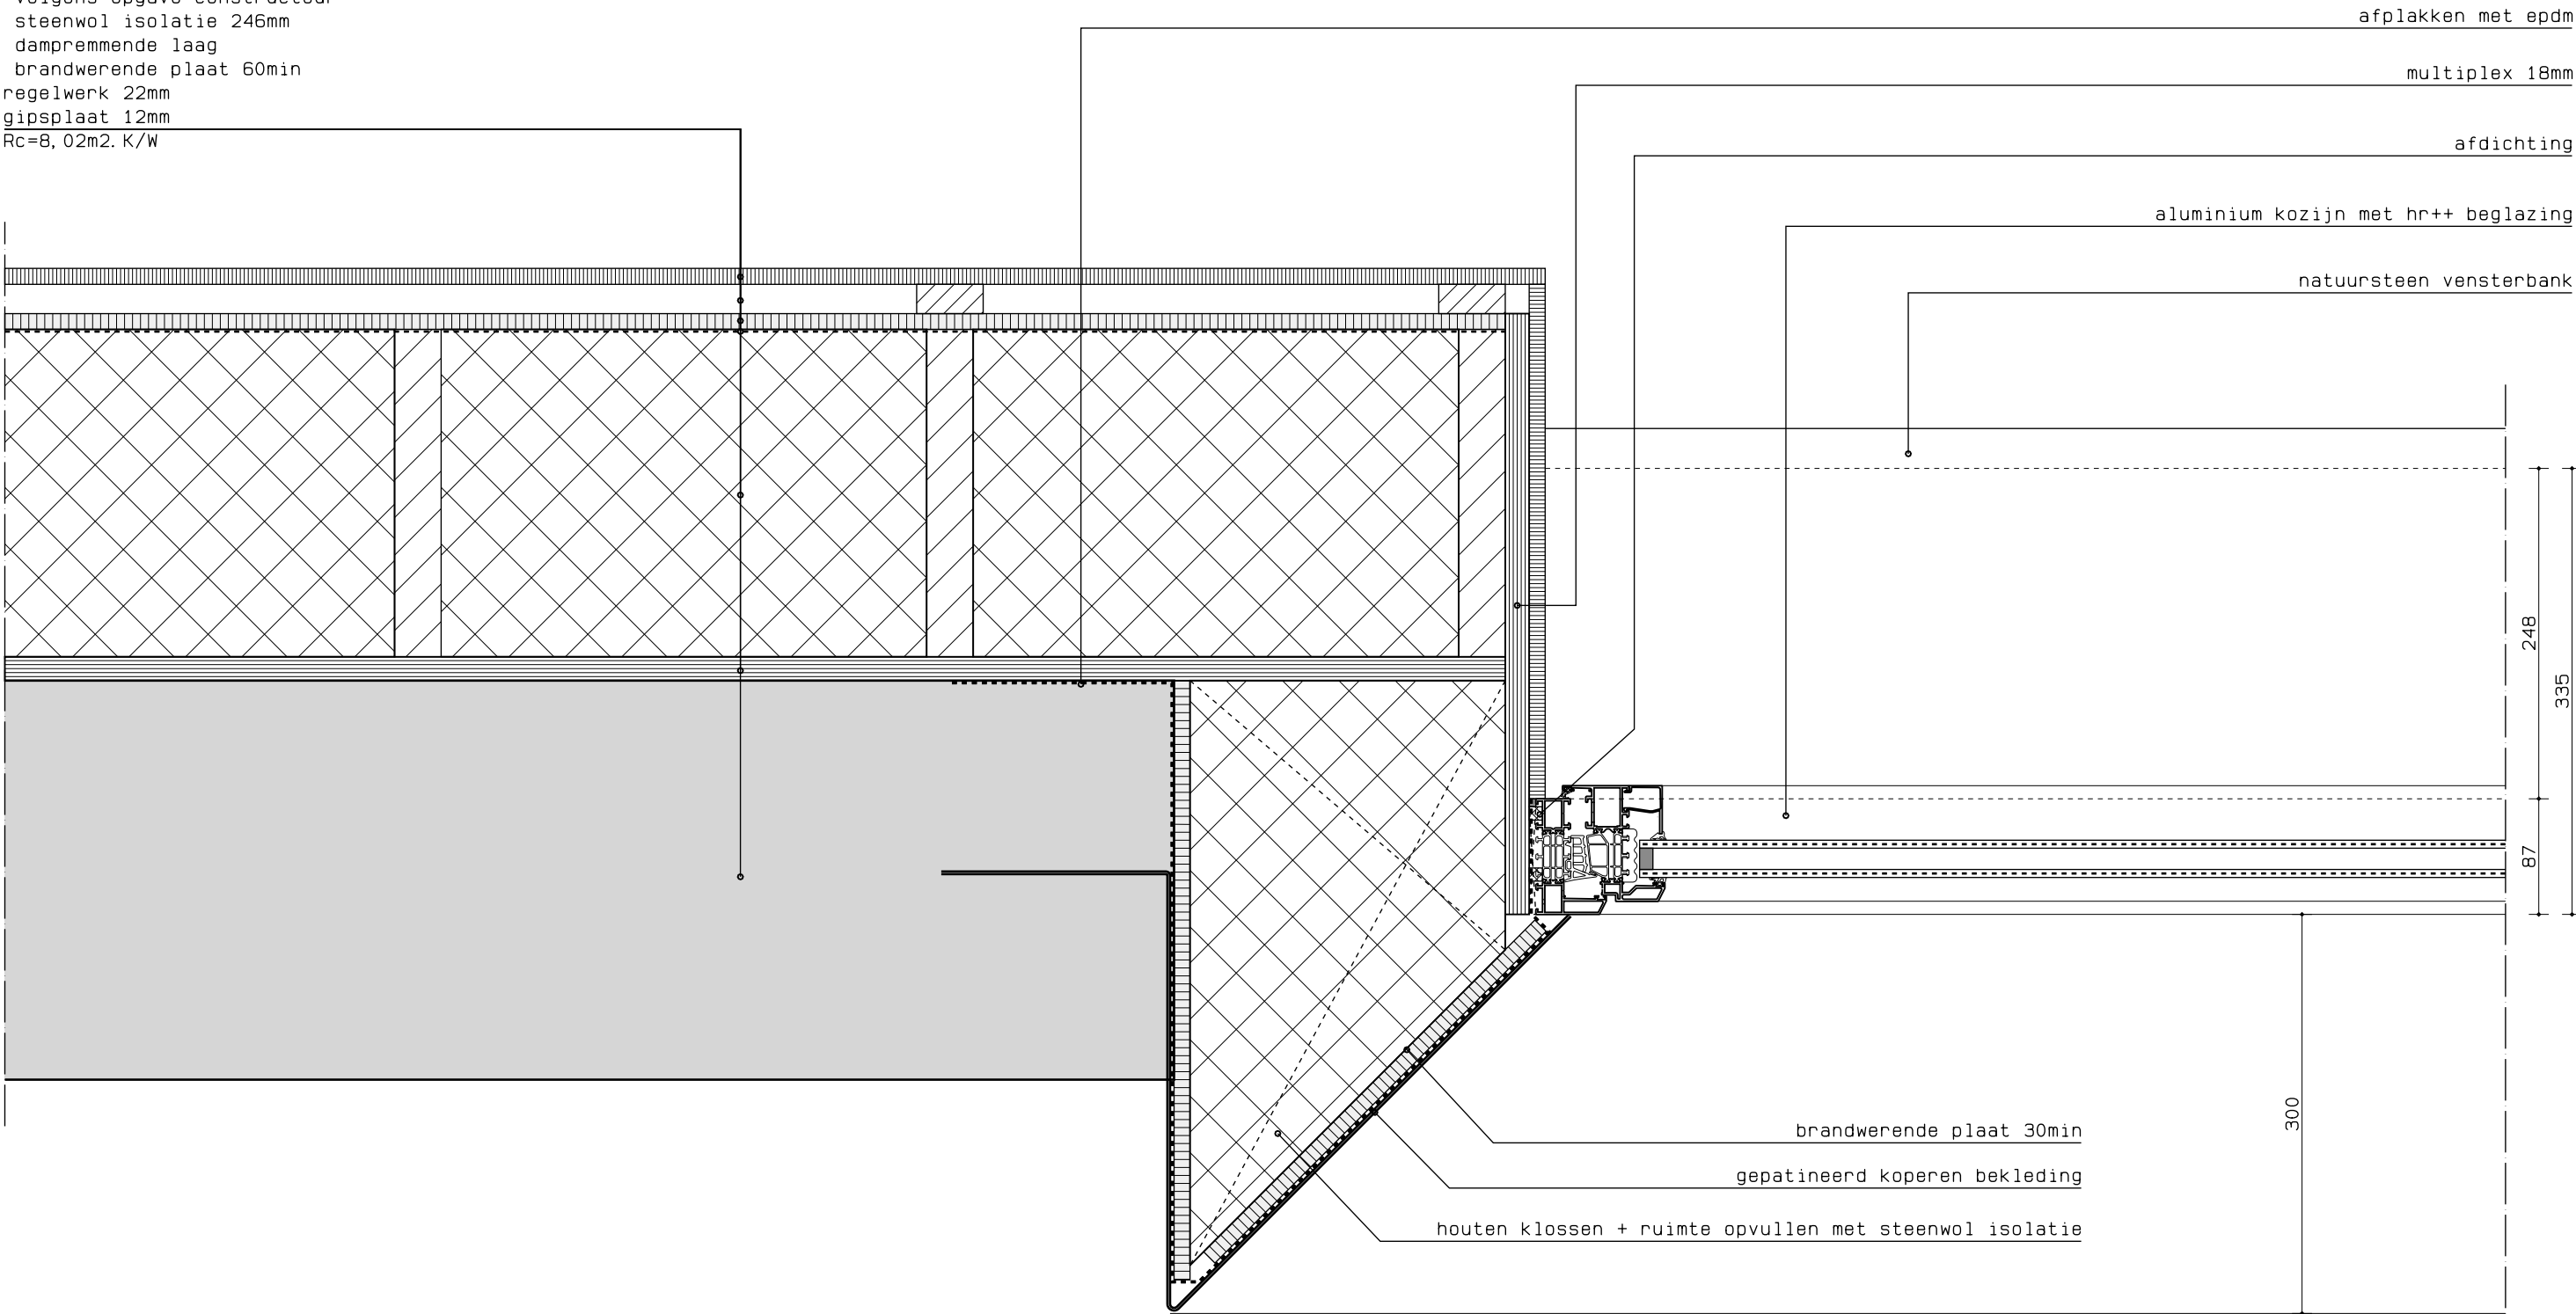 steenwol isolatie 246mm
dampremmende laag
brandwerende plaat 60min
regelwerk 22mm
gipsplaat 12mm
Rc=8,02m2.K/W
afplakken met epdm
multiplex 18mm
afdichting
aluminium kozijn met hr++ beglazing
natuursteen vensterbank
248
335
87
300
brandwerende plaat 30min
gepatineerd koperen bekleding
houten klossen + ruimte opvullen met steenwol isolatie